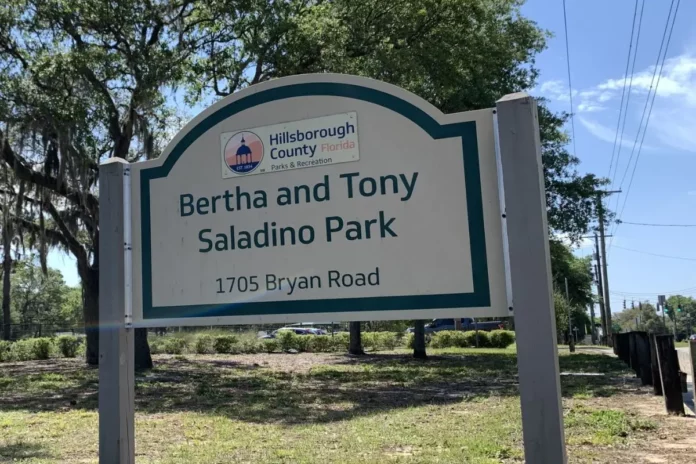 Hillsborough
County Florida
Parks & Recreation
Bertha and Tony
Saladino Park
1705 Bryan Road